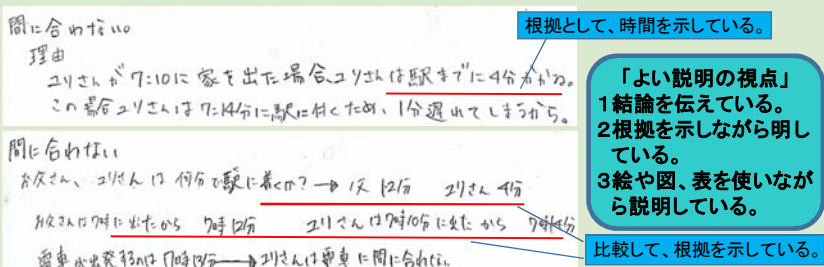 間に合わない。
理由
ユリさんが7:10に家を出た場合、ユリさんは駅までに4分かかる。
この場合ユリさんは7:14分に駅に付くため、1分遅れてしまうから。
根拠として、時間を示している。
間に合わない
お父さん、ユリさんは何分で駅に着くか?→ 父12分 ユリさん4分
お父さんは7時に出たから 7時12分 ユリさんは7時10分に出たから 7時14分
電車が出発するのは7時13分→ユリさんは電車に間に合わない。
「よい説明の視点」
1結論を伝えている。
2根拠を示しながら明し
ている。
3絵や図、表を使いなが
ら説明している。
比較して、根拠を示している。